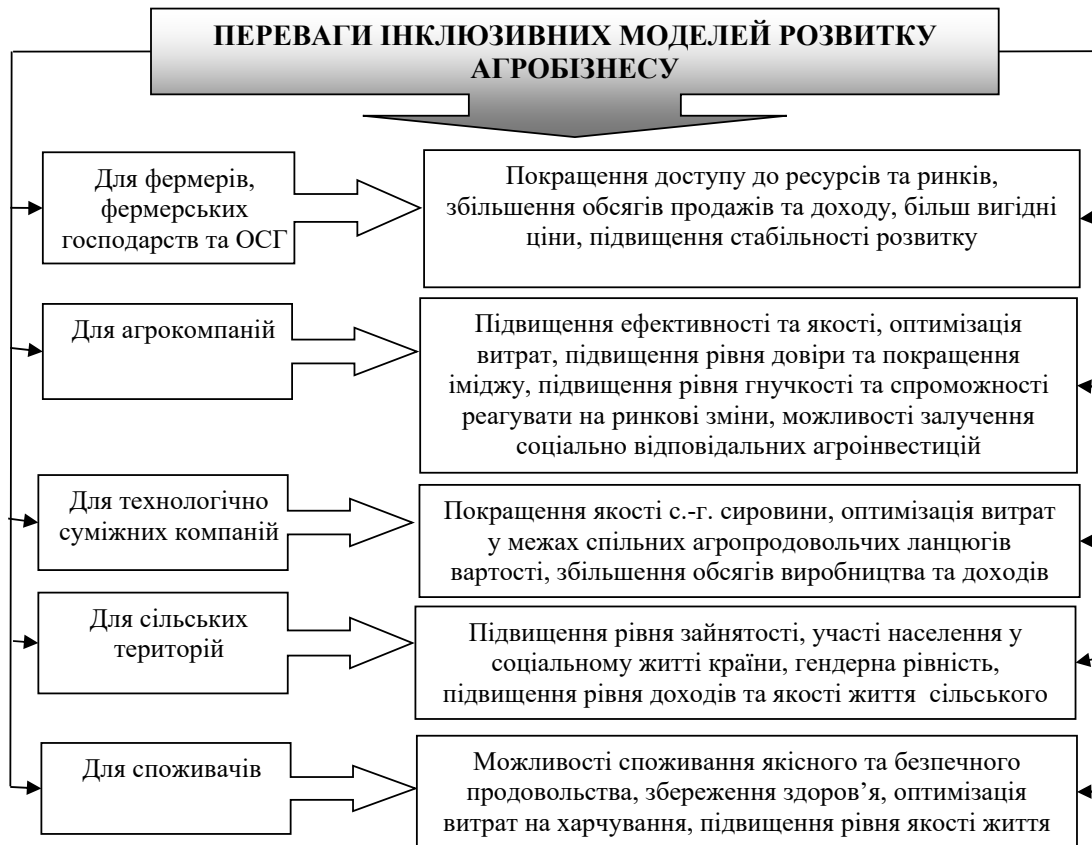 ПЕРЕВАГИ ІНКЛЮЗИВНИХ МОДЕЛЕЙ РОЗВИТКУ
АГРОБІЗНЕСУ
Для фермерів,
фермерських
господарств та ОСГ
Покращення доступу до ресурсів та ринків,
збільшення обсягів продажів та доходу, більш вигідні
ціни, підвищення стабільності розвитку
Для агрокомпаній
Підвищення ефективності та якості, оптимізація
витрат, підвищення рівня довіри та покращення
іміджу, підвищення рівня гнучкості та спроможності
реагувати на ринкові зміни, можливості залучення
соціально відповідальних агроінвестицій
Для технологічно
суміжних компаній
Покращення якості с.-г. сировини, оптимізація витрат
у межах спільних агропродовольчих ланцюгів
вартості, збільшення обсягів виробництва та доходів
Для сільських
територій
Підвищення рівня зайнятості, участі населення у
соціальному житті країни, гендерна рівність,
підвищення рівня доходів та якості життя сільського
Для споживачів
Можливості споживання якісного та безпечного
продовольства, збереження здоров’я, оптимізація
витрат на харчування, підвищення рівня якості життя